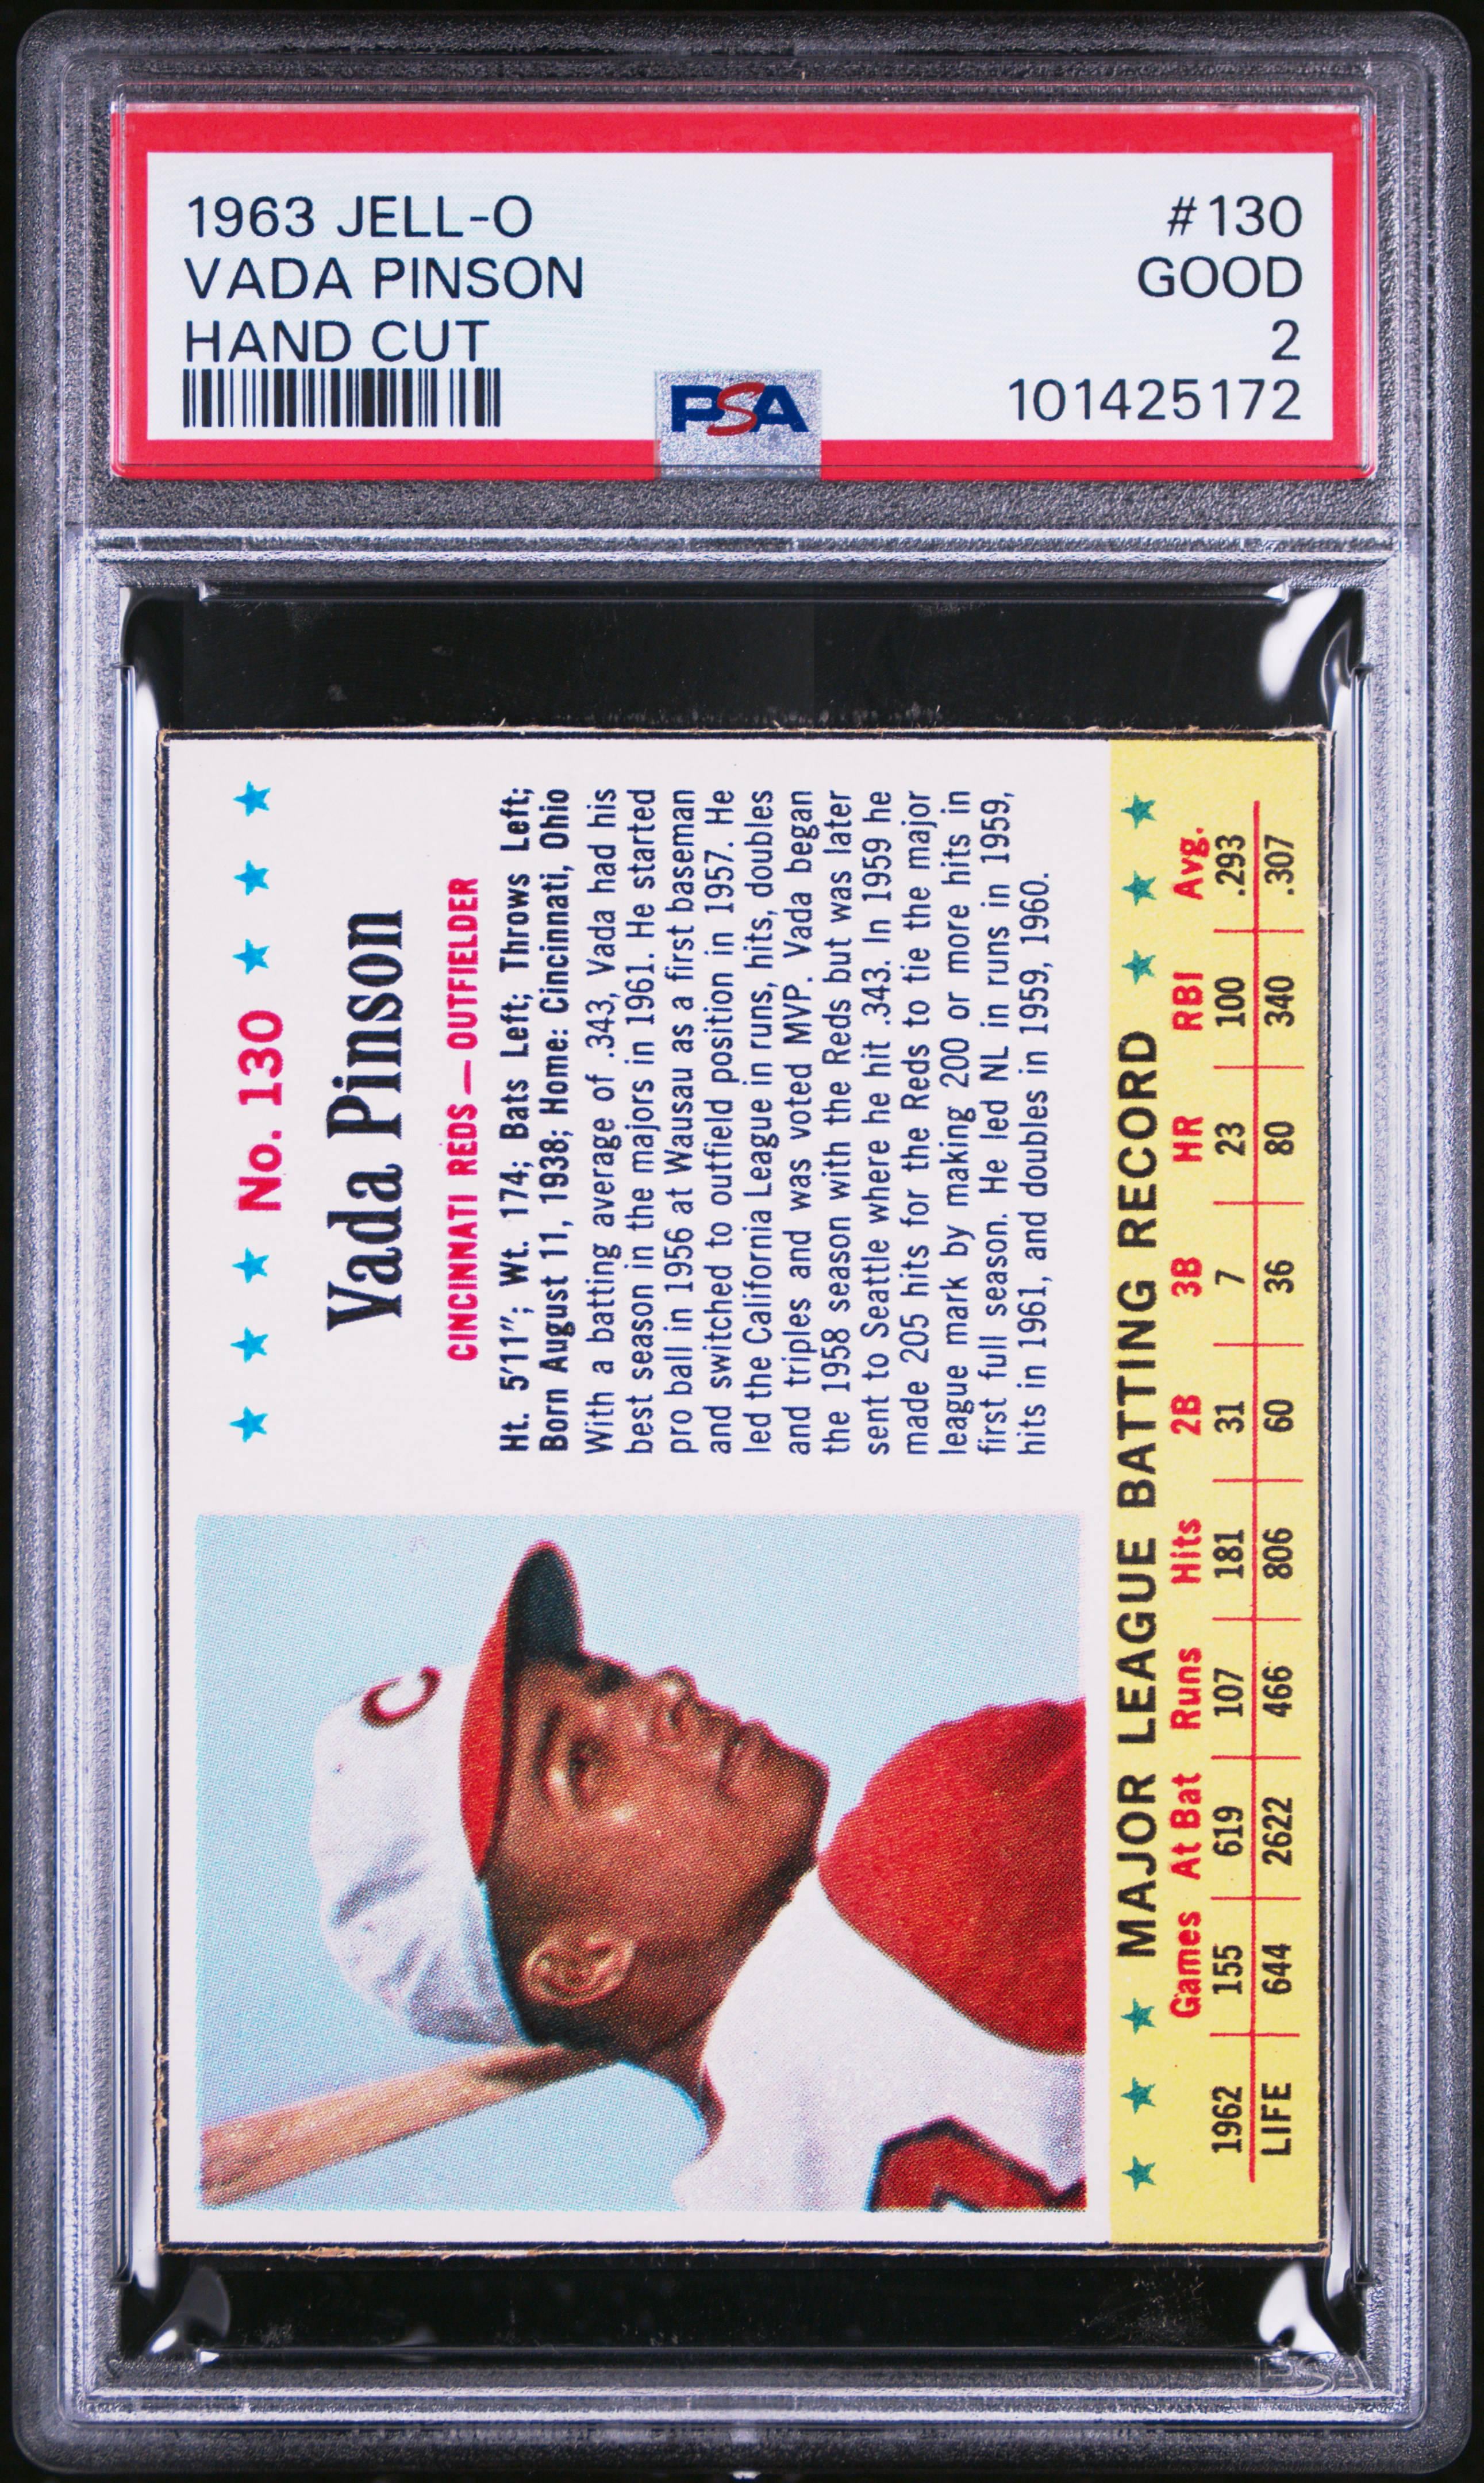 1963 JELL-O #130
VADA PINSON GOOD
HAND CUT 2
PSA 101425172
No. 130
Vada Pinson
CINCINNATI REDS — OUTFIELDER
Ht. 5'11"; Wt. 174; Bats Left; Throws Left;
Born August 11, 1938; Home: Cincinnati, Ohio
With a batting average of .343, Vada had his
best season in the majors in 1961. He started
pro ball in 1956 at Wausau as a first baseman
and switched to outfield position in 1957. He
led the California League in runs, hits, doubles
and triples and was voted MVP. Vada began
the 1958 season with the Reds but was later
sent to Seattle where he hit .343. In 1959 he
made 205 hits for the Reds to tie the major
league mark by making 200 or more hits in
first full season. He led NL in runs in 1959,
hits in 1961, and doubles in 1959, 1960.
C
MAJOR LEAGUE BATTING RECORD
Games At Bat Runs Hits 2B 3B HR RBI Avg.
1962 155 619 107 181 31 7 23 100 .293
LIFE 644 2622 466 806 60 36 80 340 .307
PSA